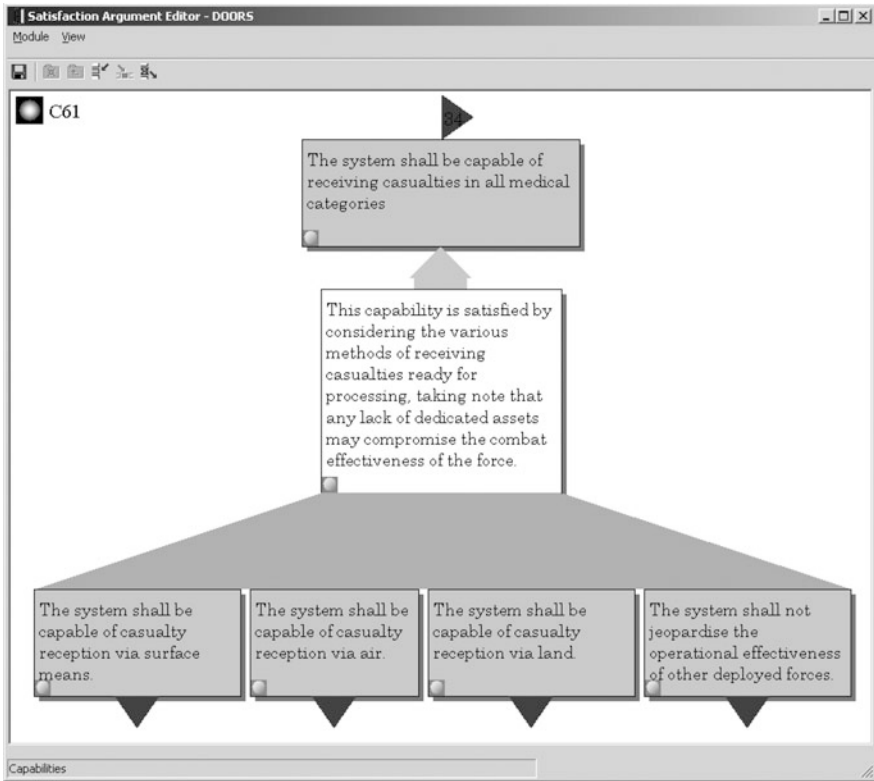 Satisfaction Argument Editor - DOORS
Module View
C61
34
The system shall be capable of
receiving casualties in all medical
categories
This capability is satisfied by
considering the various
methods of receiving
casualties ready for
processing, taking note that
any lack of dedicated assets
may compromise the combat
effectiveness of the force.
The system shall be
capable of casualty
reception via surface
means.
The system shall be
capable of casualty
reception via air.
The system shall be
capable of casualty
reception via land.
The system shall not
jeopardise the
operational effectiveness
of other deployed forces.
Capabilities